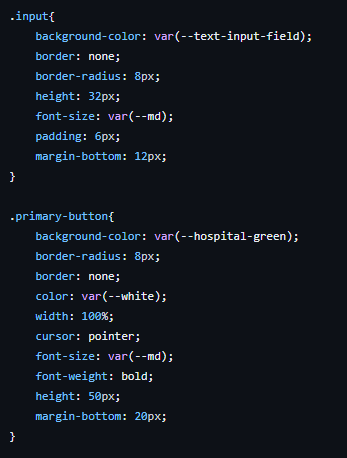 .input{
    background-color: var(--text-input-field);
    border: none;
    border-radius: 8px;
    height: 32px;
    font-size: var(--md);
    padding: 6px;
    margin-bottom: 12px;
}

.primary-button{
    background-color: var(--hospital-green);
    border-radius: 8px;
    border: none;
    color: var(--white);
    width: 100%;
    cursor: pointer;
    font-size: var(--md);
    font-weight: bold;
    height: 50px;
    margin-bottom: 20px;
}